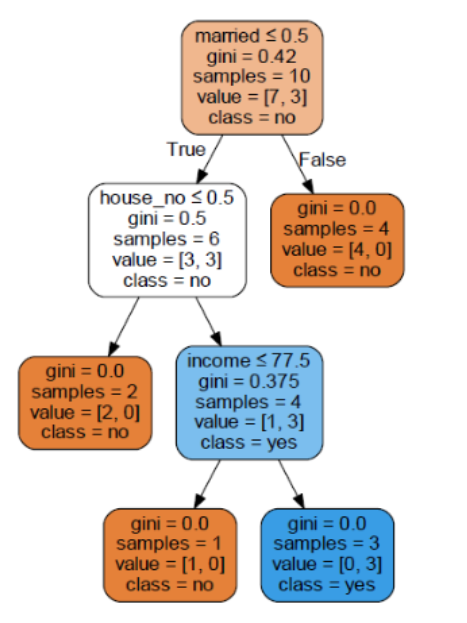 married ≤ 0.5
gini = 0.42
samples = 10
value = [7, 3]
class = no
True
False
house_no ≤ 0.5
gini = 0.5
samples = 6
value = [3, 3]
class = no
gini = 0.0
samples = 4
value = [4, 0]
class = no
gini = 0.0
samples = 2
value = [2, 0]
class = no
income ≤ 77.5
gini = 0.375
samples = 4
value = [1, 3]
class = yes
gini = 0.0
samples = 1
value = [1, 0]
class = no
gini = 0.0
samples = 3
value = [0, 3]
class = yes